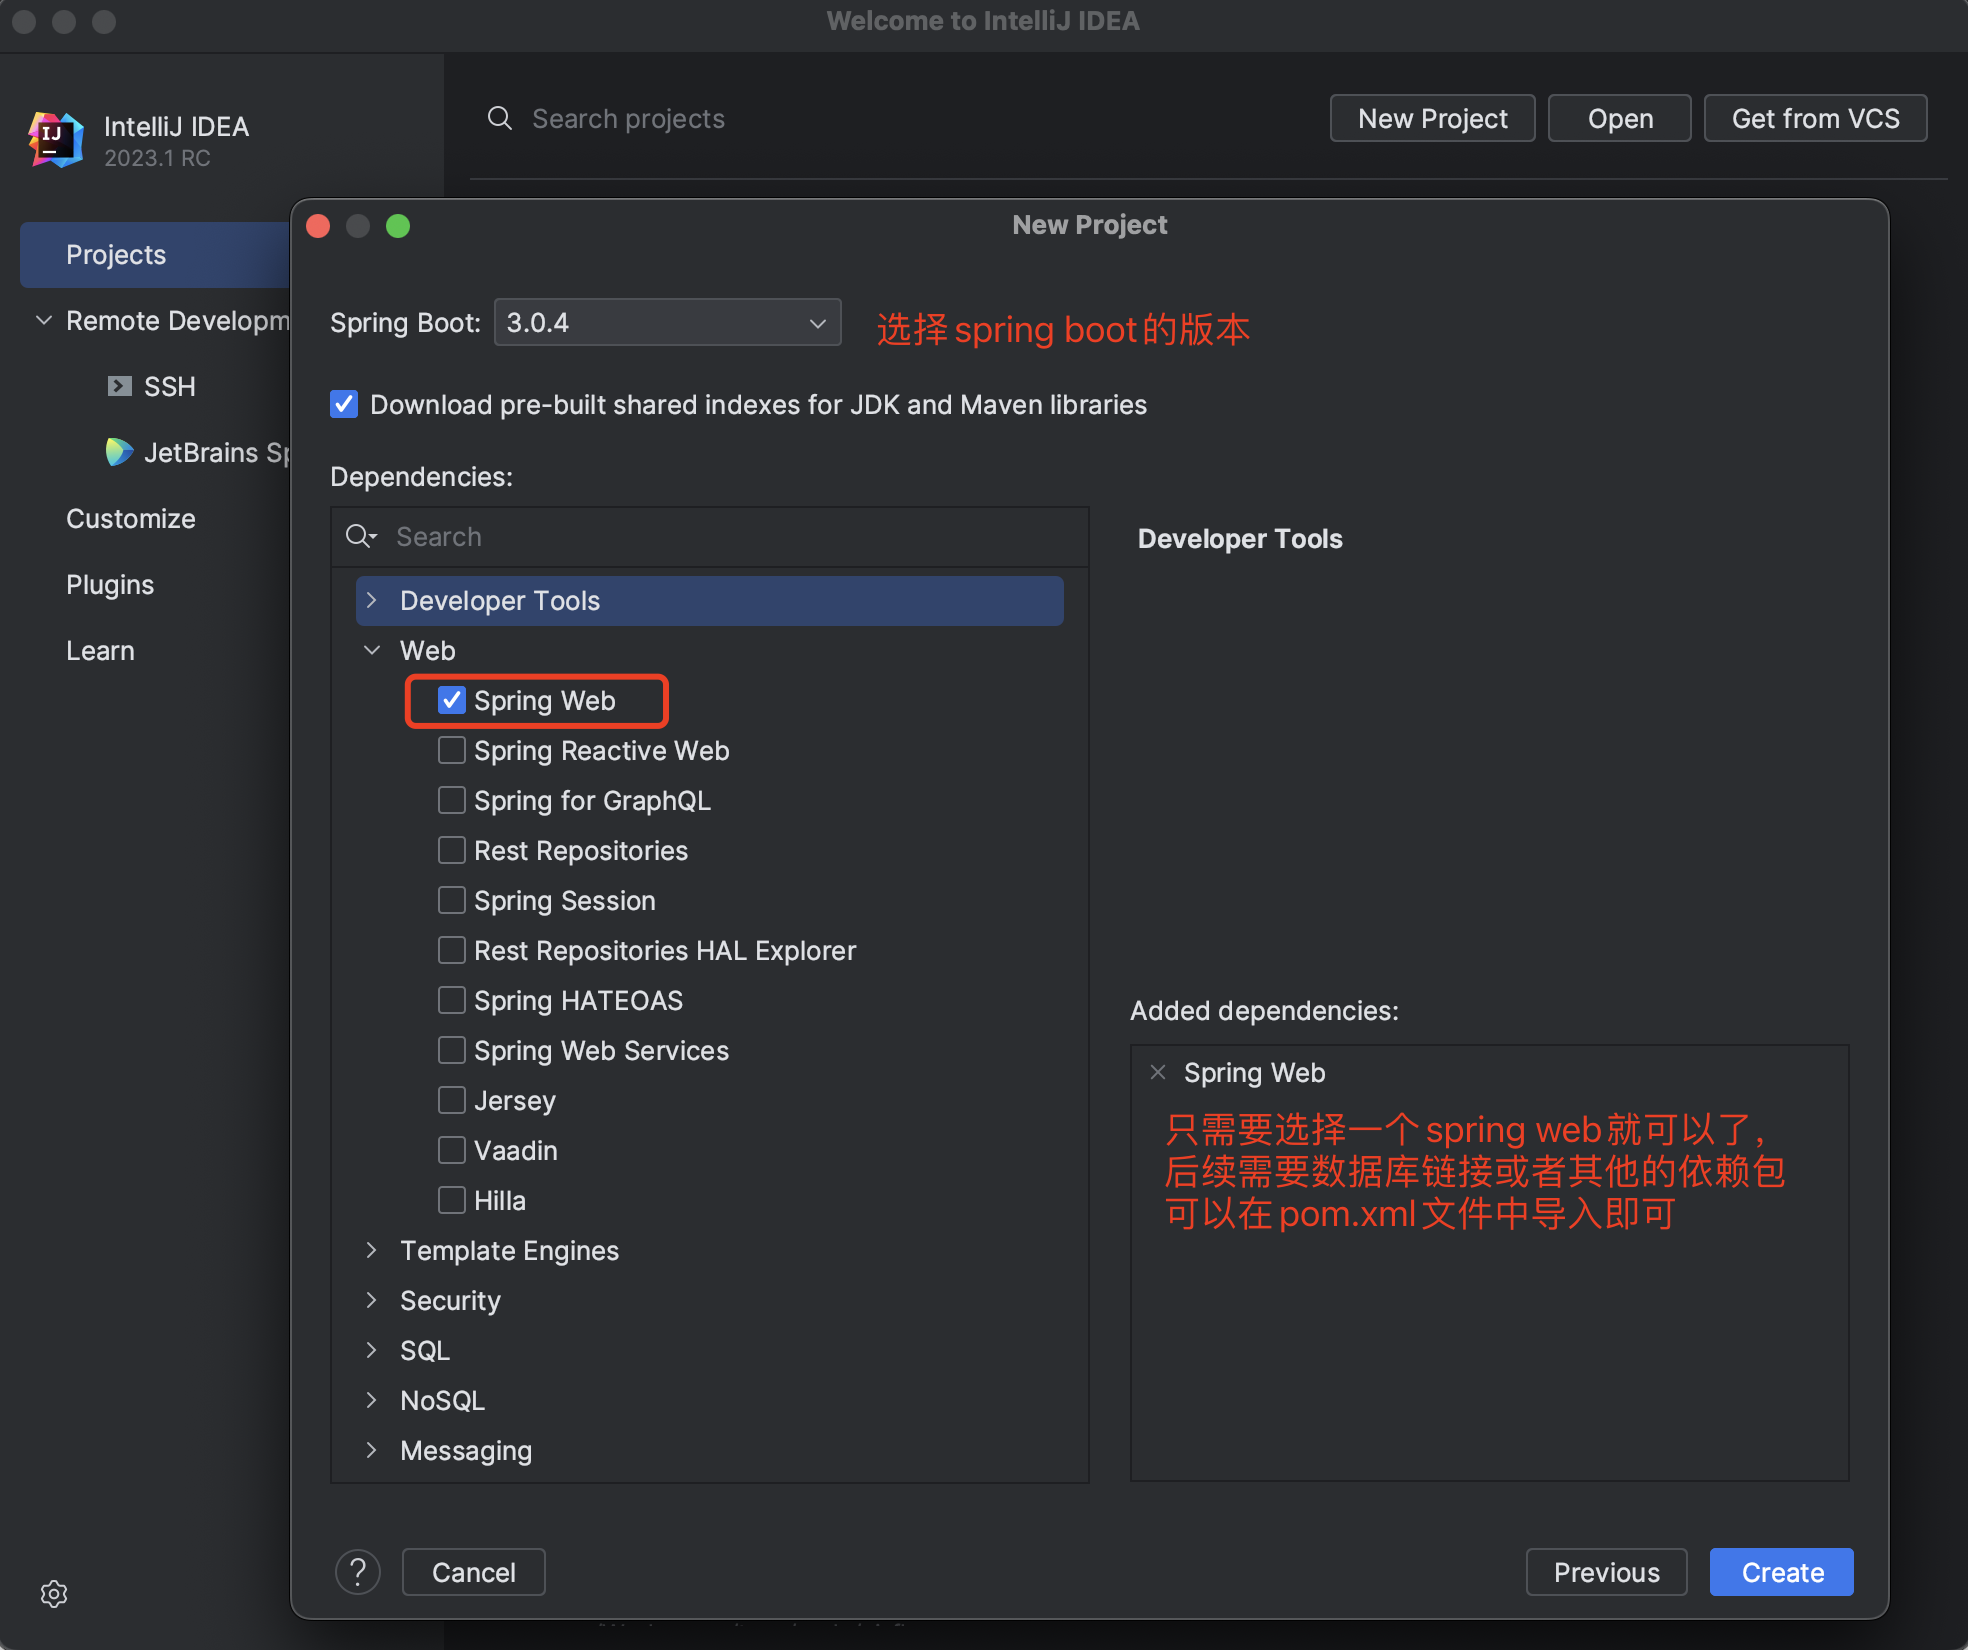 Welcome to IntelliJ IDEA
IJ
IntelliJ IDEA
2023.1 RC
Search projects
New Project
Open
Get from VCS
Projects
Remote Developm
SSH
JetBrains Sp
Customize
Plugins
Learn
New Project
Spring Boot:
3.0.4
选择spring boot的版本
Download pre-built shared indexes for JDK and Maven libraries
Dependencies:
Search
Developer Tools
Web
Spring Web
Spring Reactive Web
Spring for GraphQL
Rest Repositories
Spring Session
Rest Repositories HAL Explorer
Spring HATEOAS
Spring Web Services
Jersey
Vaadin
Hilla
Template Engines
Security
SQL
NoSQL
Messaging
Developer Tools
Added dependencies:
Spring Web
只需要选择一个spring web就可以了，
后续需要数据库链接或者其他的依赖包
可以在pom.xml文件中导入即可
?
Cancel
Previous
Create